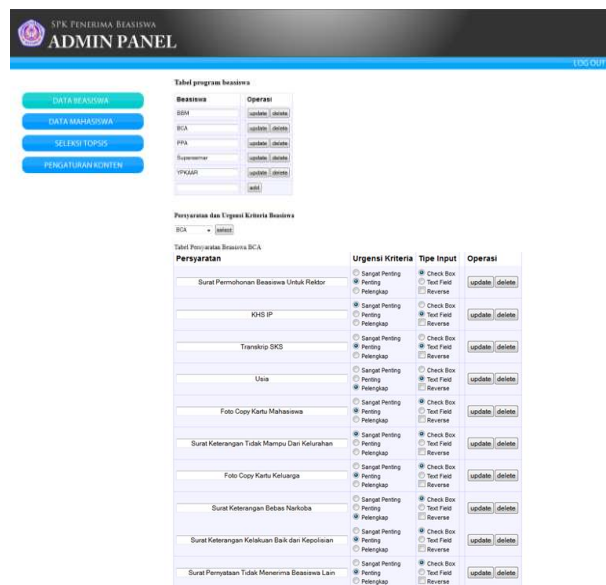 SPK PENERIMA BEASISWA
ADMIN PANEL
LOG OUT
DATA BEASISWA
DATA MAHASISWA
SELEKSI TOPSIS
PENGATURAN KONTEN
Tabel program beasiswa
Beasiswa Operasi
BBM update delete
BCA update delete
PPA update delete
Supersemar update delete
YPKAAR update delete
add
Persyaratan dan Urgensi Kriteria Beasiswa
BCA select
Tabel Persyaratan Beasiswa BCA
Persyaratan Urgensi Kriteria Tipe Input Operasi
Sangat Penting Check Box
Surat Permohonan Beasiswa Untuk Rektor Penting Text Field update delete
Pelengkap Reverse
Sangat Penting Check Box
KHS IP Penting Text Field update delete
Pelengkap Reverse
Sangat Penting Check Box
Transkrip SKS Penting Text Field update delete
Pelengkap Reverse
Sangat Penting Check Box
Usia Penting Text Field update delete
Pelengkap Reverse
Sangat Penting Check Box
Foto Copy Kartu Mahasiswa Penting Text Field update delete
Pelengkap Reverse
Sangat Penting Check Box
Surat Keterangan Tidak Mampu Dari Kelurahan Penting Text Field update delete
Pelengkap Reverse
Sangat Penting Check Box
Foto Copy Kartu Keluarga Penting Text Field update delete
Pelengkap Reverse
Sangat Penting Check Box
Surat Keterangan Bebas Narkoba Penting Text Field update delete
Pelengkap Reverse
Sangat Penting Check Box
Surat Keterangan Kelakuan Baik dari Kepolisian Penting Text Field update delete
Pelengkap Reverse
Sangat Penting Check Box
Surat Pernyataan Tidak Menerima Beasiswa Lain Penting Text Field update delete
Pelengkap Reverse